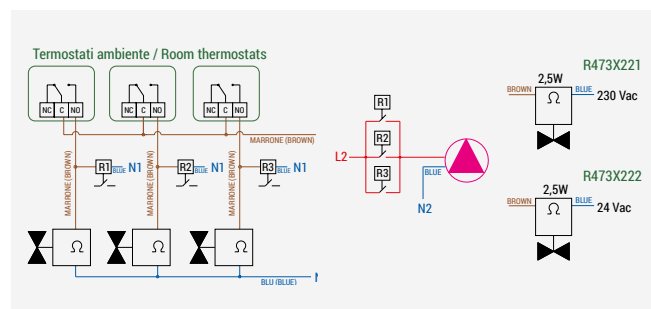 Termostati ambiente / Room thermostats
NC C NO
NC C NO
NC C NO
MARRONE (BROWN)
MARRONE (BROWN)
R1
BLUE
N1
MARRONE (BROWN)
R2
BLUE
N1
MARRONE (BROWN)
R3
BLUE
N1
Ω
Ω
Ω
BLU (BLUE)
R1
R2
R3
L2
BLUE
N2
R473X221
2,5W
BROWN
Ω
BLUE
230 Vac
R473X222
2,5W
BROWN
Ω
BLUE
24 Vac